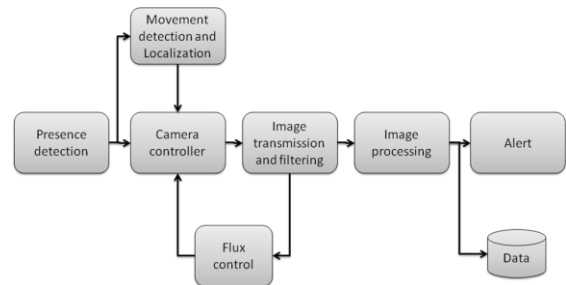 Movement
detection and
Localization
Presence
detection
Camera
controller
Image
transmission
and filtering
Image
processing
Alert
Flux
control
Data